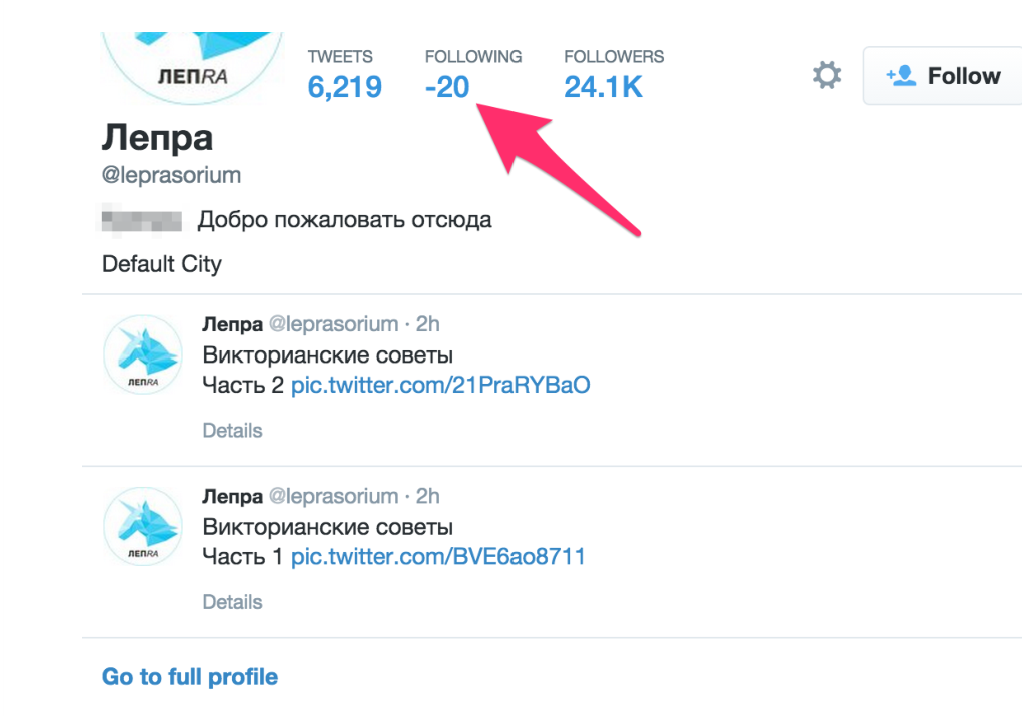 ЛЕПRA
TWEETS FOLLOWING FOLLOWERS
6,219 -20 24.1K
Follow
Лепра
@leprasorium
Добро пожаловать отсюда
Default City
Лепра @leprasorium · 2h
Викторианские советы
Часть 2 pic.twitter.com/21PraRYBaO
ЛЕПRA
Details
Лепра @leprasorium · 2h
Викторианские советы
Часть 1 pic.twitter.com/BVE6ao8711
ЛЕПRA
Details
Go to full profile